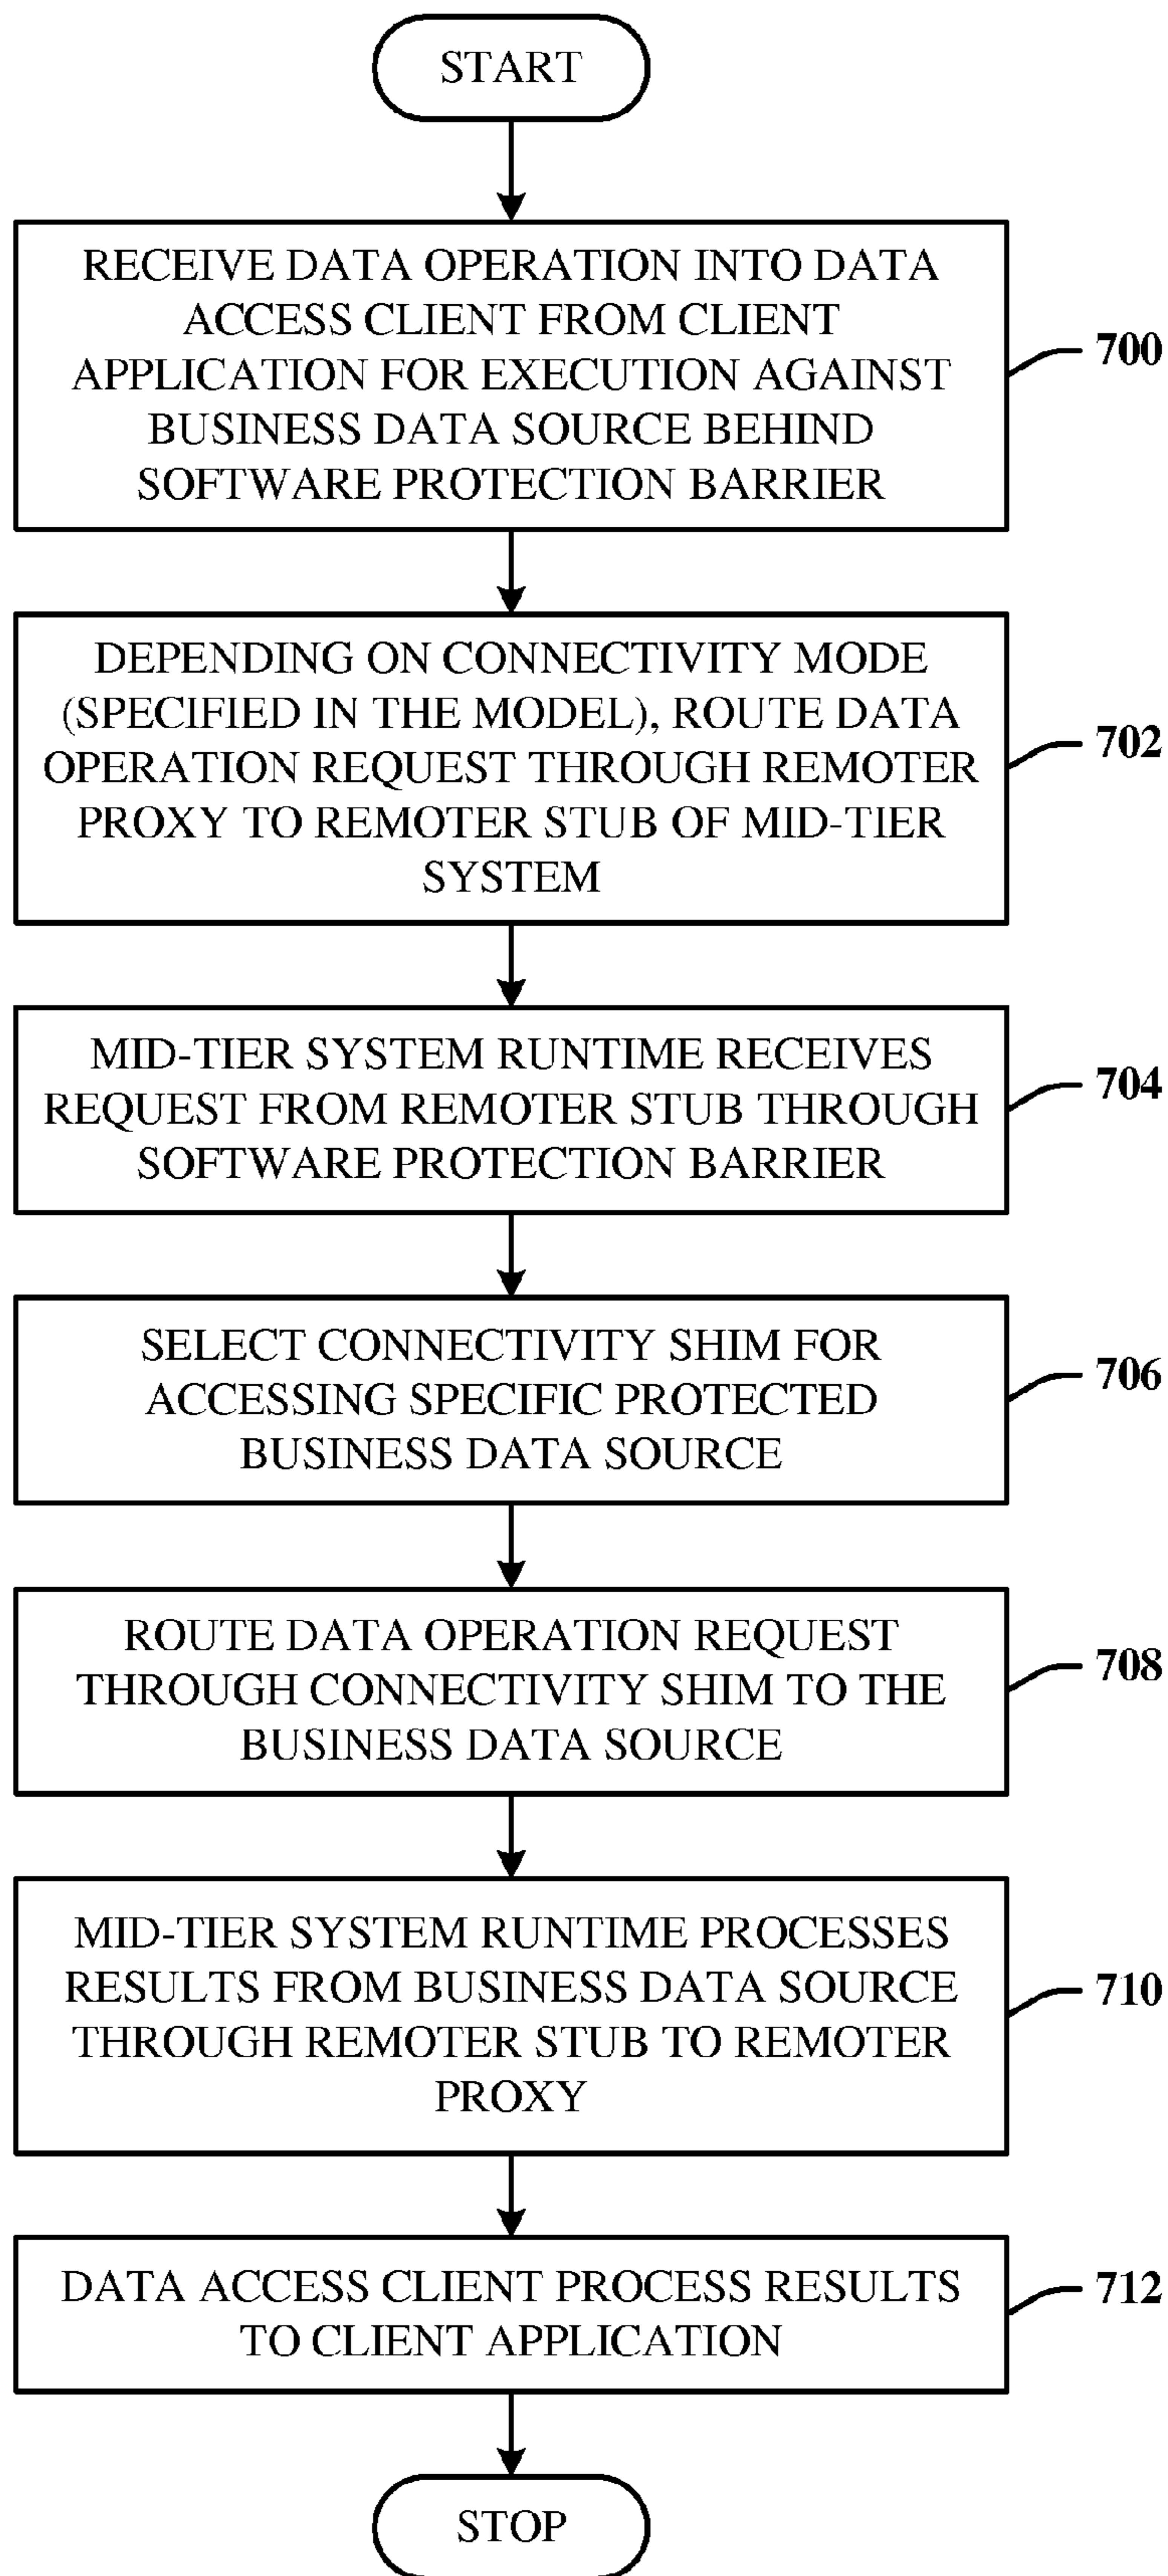 START
RECEIVE DATA OPERATION INTO DATA
ACCESS CLIENT FROM CLIENT
APPLICATION FOR EXECUTION AGAINST
BUSINESS DATA SOURCE BEHIND
SOFTWARE PROTECTION BARRIER
700
DEPENDING ON CONNECTIVITY MODE
(SPECIFIED IN THE MODEL), ROUTE DATA
OPERATION REQUEST THROUGH REMOTER
PROXY TO REMOTER STUB OF MID-TIER
SYSTEM
702
MID-TIER SYSTEM RUNTIME RECEIVES
REQUEST FROM REMOTER STUB THROUGH
SOFTWARE PROTECTION BARRIER
704
SELECT CONNECTIVITY SHIM FOR
ACCESSING SPECIFIC PROTECTED
BUSINESS DATA SOURCE
706
ROUTE DATA OPERATION REQUEST
THROUGH CONNECTIVITY SHIM TO THE
BUSINESS DATA SOURCE
708
MID-TIER SYSTEM RUNTIME PROCESSES
RESULTS FROM BUSINESS DATA SOURCE
THROUGH REMOTER STUB TO REMOTER
PROXY
710
DATA ACCESS CLIENT PROCESS RESULTS
TO CLIENT APPLICATION
712
STOP